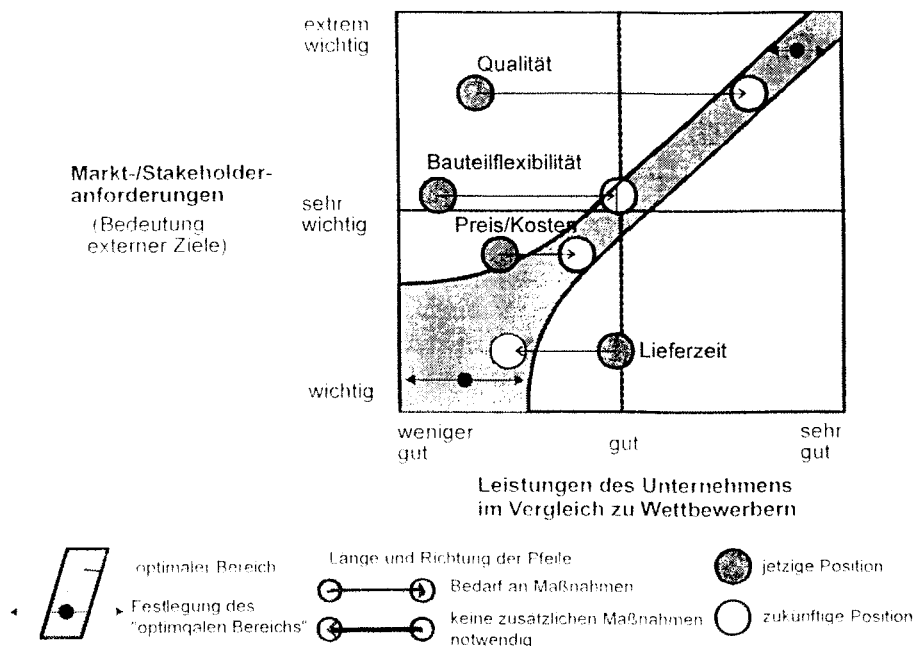 extrem
wichtig
Qualität
Bauteilflexibilität
Markt-/Stakeholder-
anforderungen
(Bedeutung
externer Ziele)
sehr
wichtig
Preis/Kosten
Lieferzeit
wichtig
weniger
gut
gut
sehr
gut
Leistungen des Unternehmens
im Vergleich zu Wettbewerbern
optimaler Bereich
Festlegung des
"optimqalen Bereichs"
Länge und Richtung der Pfeile
Bedarf an Maßnahmen
keine zusätzlichen Maßnahmen
notwendig
jetzige Position
zukünftige Position